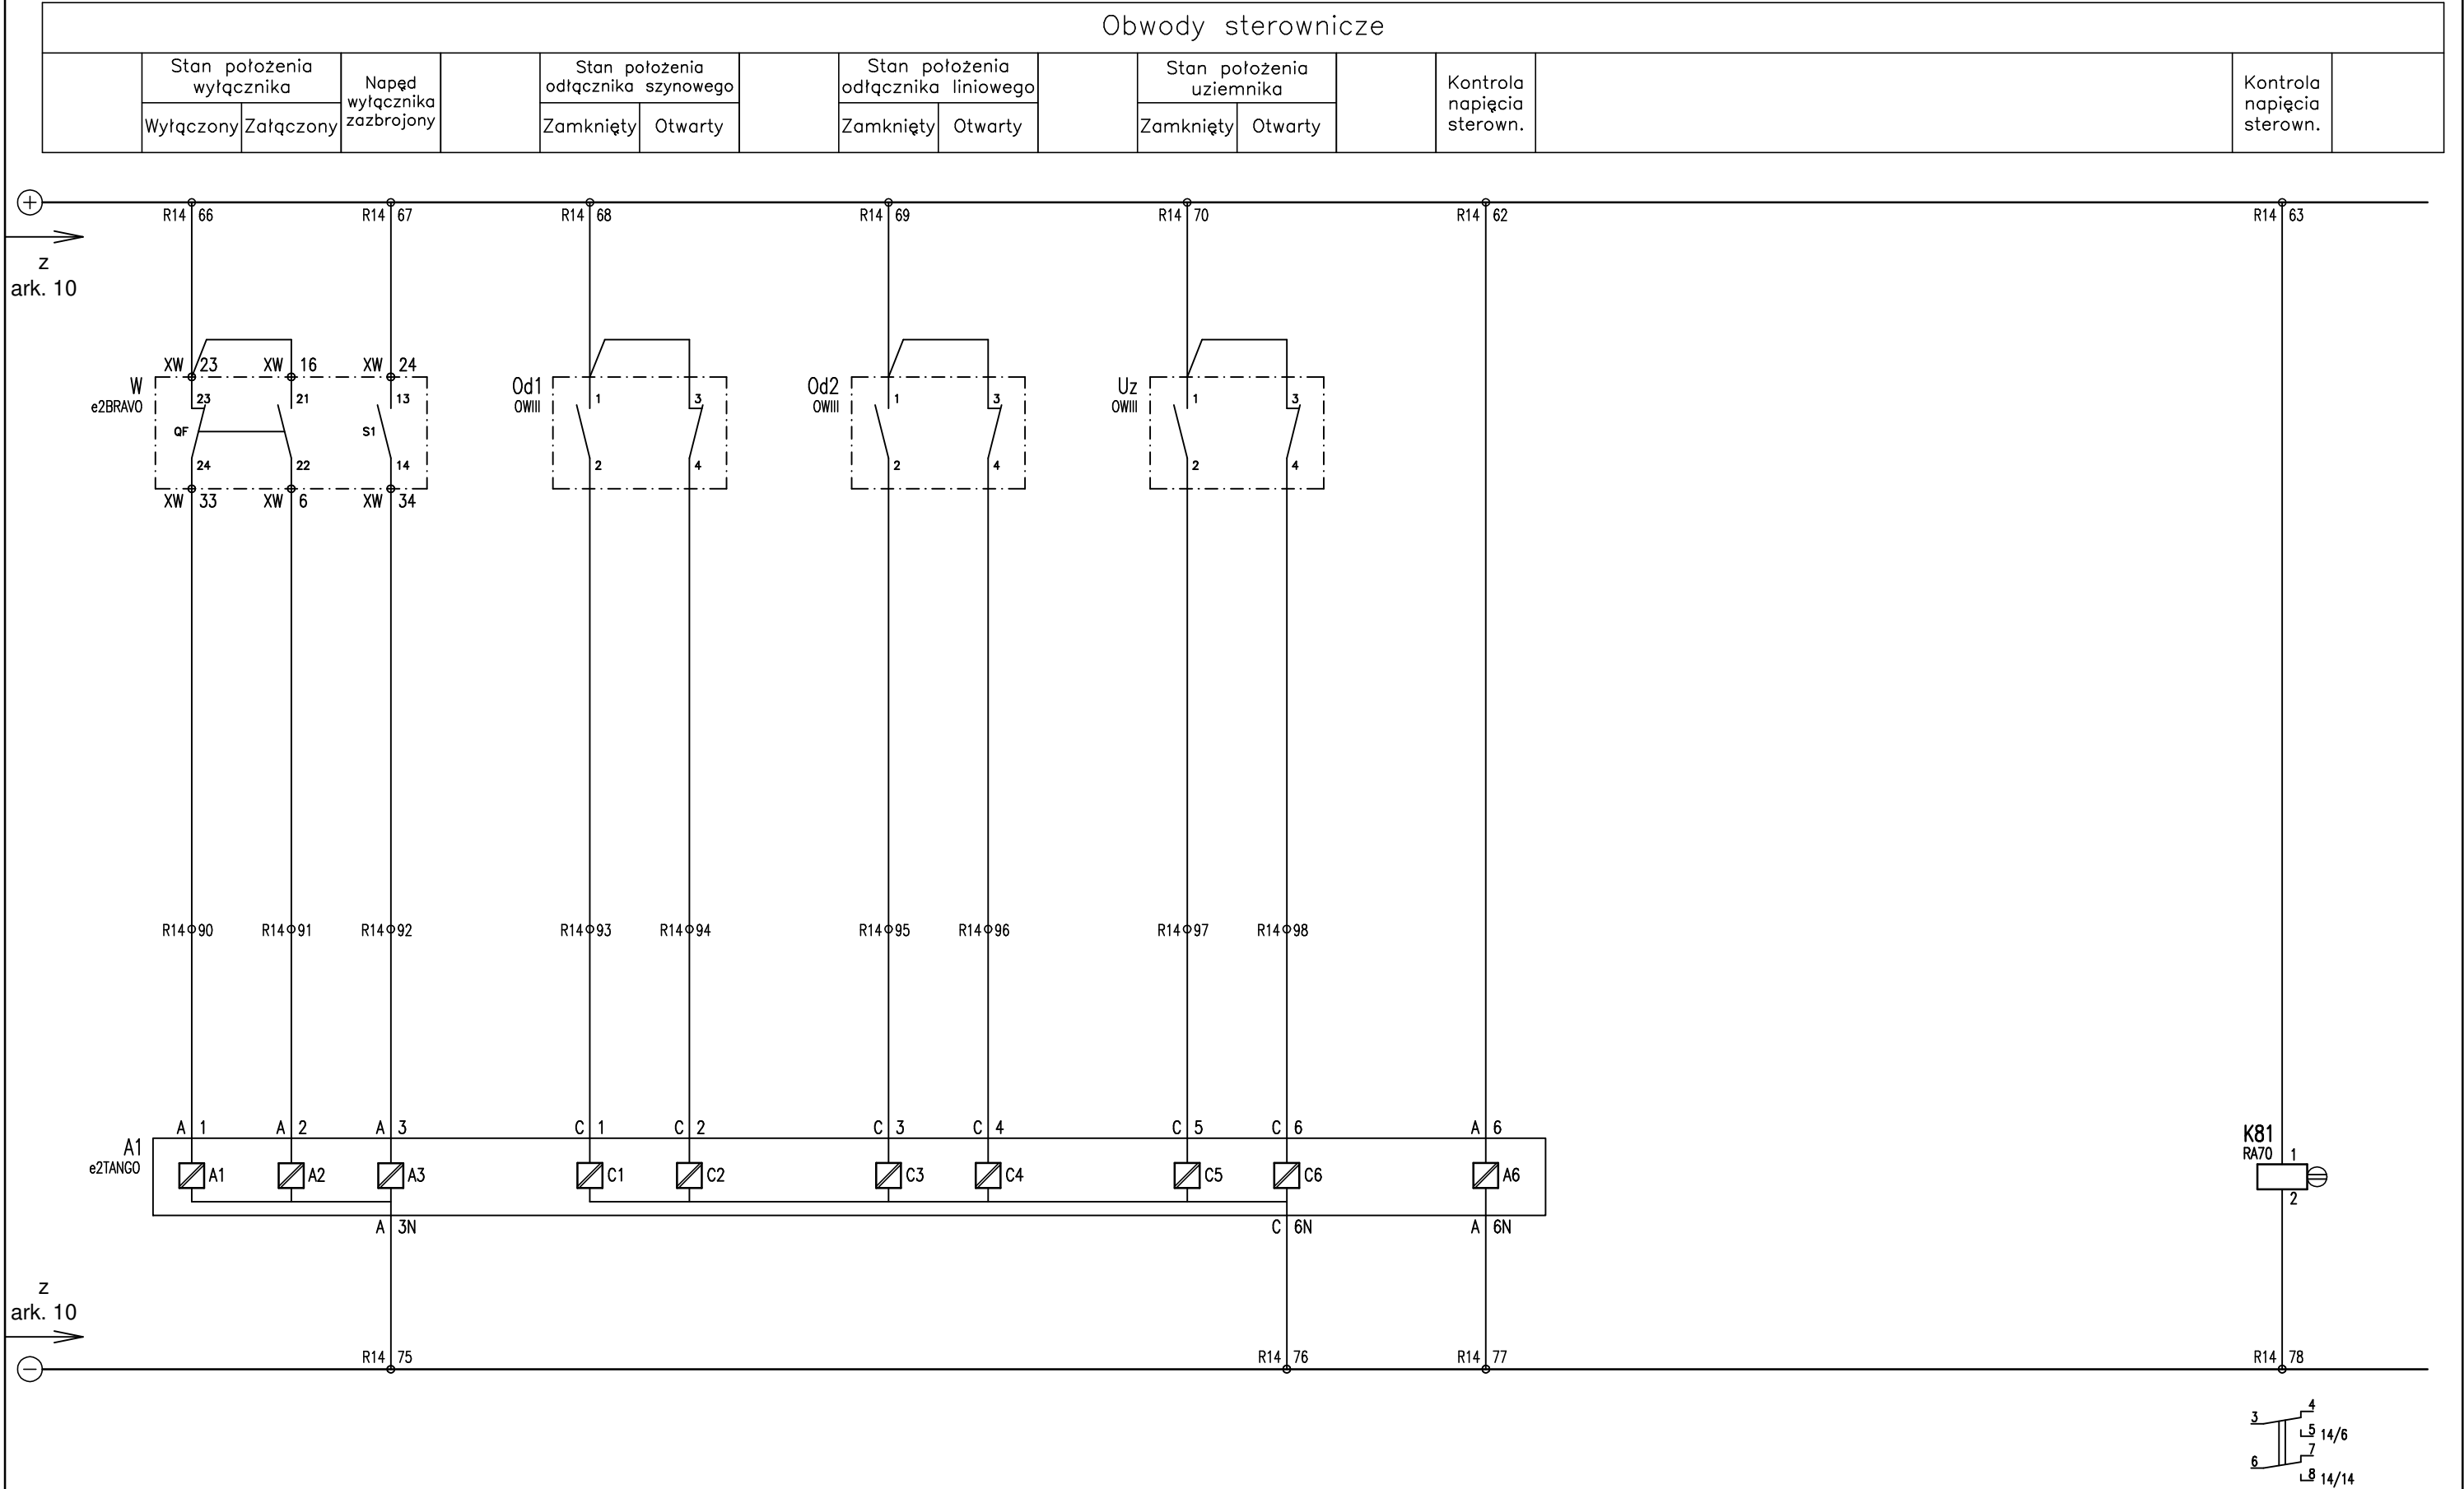 Obwody sterownicze
Stan położenia
wyłącznika
Wyłączony Załączony
Napęd
wyłącznika
zazbrojony
Stan położenia
odłącznika szynowego
Zamknięty Otwarty
Stan położenia
odłącznika liniowego
Zamknięty Otwarty
Stan położenia
uziemnika
Zamknięty Otwarty
Kontrola
napięcia
sterown.
Kontrola
napięcia
sterown.
+
R14 66 R14 67 R14 68 R14 69 R14 70 R14 62 R14 63
z
ark. 10
XW 23 XW 16 XW 24
W
e2BRAVO
23 21 13
QF S1
24 22 14
XW 33 XW 6 XW 34
Od1
OWIII
1 3
2 4
Od2
OWIII
1 3
2 4
Uz
OWIII
1 3
2 4
R14 90 R14 91 R14 92 R14 93 R14 94 R14 95 R14 96 R14 97 R14 98
A 1 A 2 A 3 C 1 C 2 C 3 C 4 C 5 C 6 A 6
A1
e2TANGO
A1 A2 A3 C1 C2 C3 C4 C5 C6 A6
A 3N C 6N A 6N
K81
RA70 1
2
z
ark. 10
R14 75 R14 76 R14 77 R14 78
−
3 4
5 14/6
6 7
8 14/14